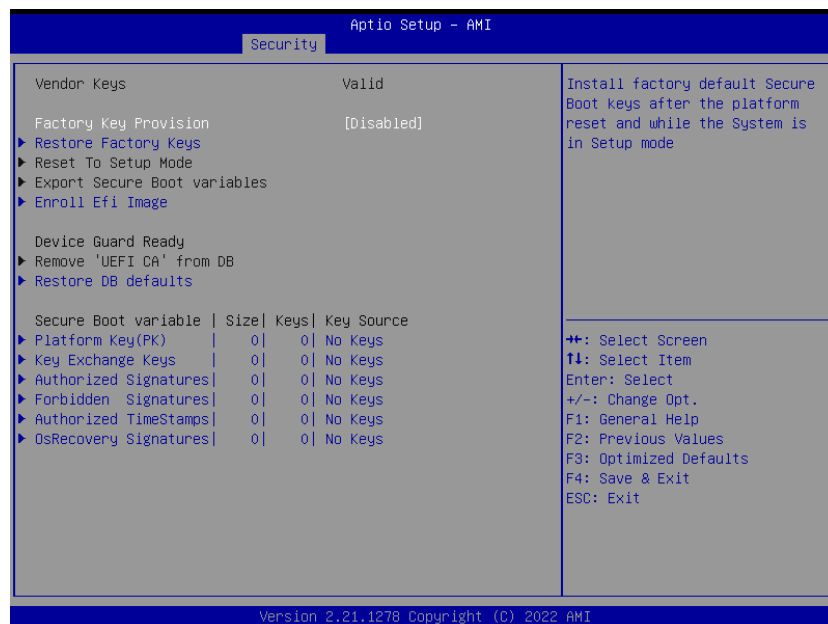 Aptio Setup – AMI
Security
Vendor Keys Valid
Factory Key Provision [Disabled]
Restore Factory Keys
Reset To Setup Mode
Export Secure Boot variables
Enroll Efi Image
Device Guard Ready
Remove 'UEFI CA' from DB
Restore DB defaults
Secure Boot variable | Size| Keys| Key Source
Platform Key(PK) | 0| 0| No Keys
Key Exchange Keys | 0| 0| No Keys
Authorized Signatures| 0| 0| No Keys
Forbidden Signatures| 0| 0| No Keys
Authorized TimeStamps| 0| 0| No Keys
OsRecovery Signatures| 0| 0| No Keys
Install factory default Secure
Boot keys after the platform
reset and while the System is
in Setup mode
→←: Select Screen
↑↓: Select Item
Enter: Select
+/-: Change Opt.
F1: General Help
F2: Previous Values
F3: Optimized Defaults
F4: Save & Exit
ESC: Exit
Version 2.21.1278 Copyright (C) 2022 AMI